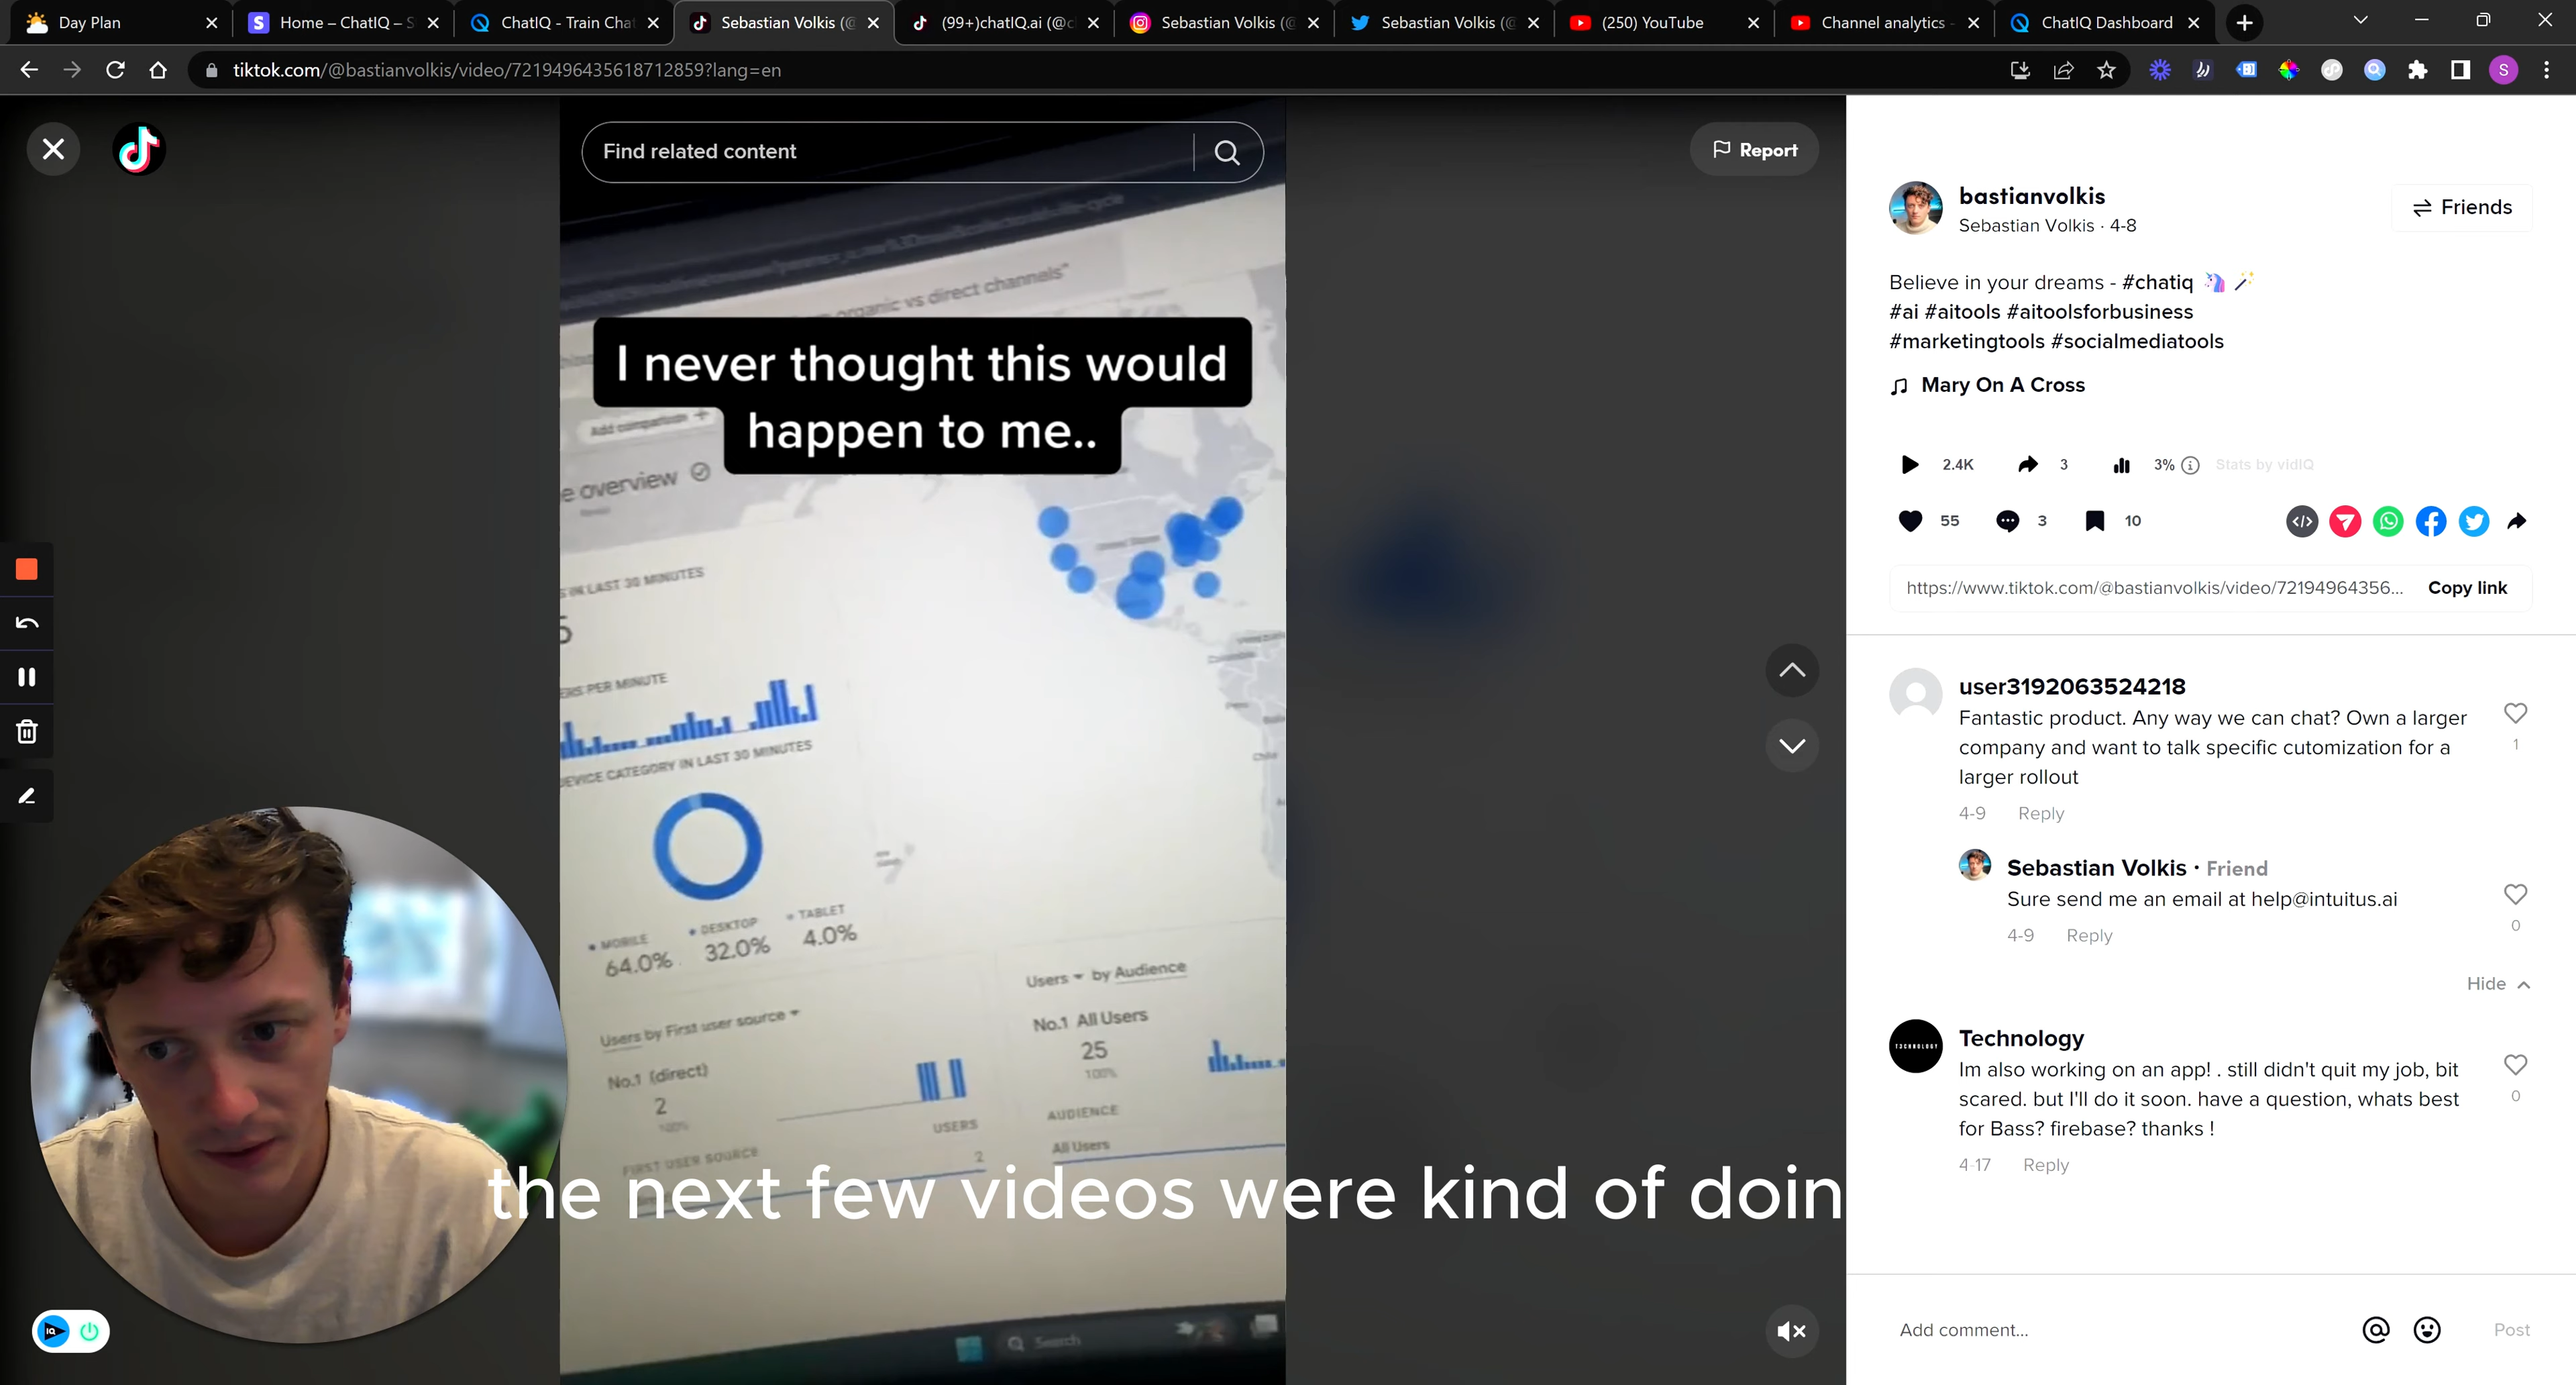 Day Plan
Home – ChatIQ – S
ChatIQ - Train Chat
Sebastian Volkis (@
(99+)chatIQ.ai (@c
Sebastian Volkis (@
Sebastian Volkis (@
(250) YouTube
Channel analytics -
ChatIQ Dashboard
S
tiktok.com/@bastianvolkis/video/7219496435618712859?lang=en
Find related content
Report
organic vs direct channels"
I never thought this would
happen to me..
Add comparison +
e overview
IN LAST 30 MINUTES
5
ERS PER MINUTE
DEVICE CATEGORY IN LAST 30 MINUTES
MOBILE DESKTOP TABLET
64.0% 32.0% 4.0%
Users by First user source
No.1 (direct)
2
100%
USERS
FIRST USER SOURCE
2
Users by Audience
No.1 All Users
25
100%
AUDIENCE
All Users
Search
the next few videos were kind of doin
IQ
bastianvolkis
Sebastian Volkis · 4-8
Friends
Believe in your dreams - #chatiq 🦄 🪄
#ai #aitools #aitoolsforbusiness
#marketingtools #socialmediatools
Mary On A Cross
2.4K 3 3% Stats by vidIQ
55 3 10
https://www.tiktok.com/@bastianvolkis/video/72194964356... Copy link
user3192063524218
Fantastic product. Any way we can chat? Own a larger
company and want to talk specific cutomization for a
larger rollout
1
4-9 Reply
Sebastian Volkis · Friend
Sure send me an email at help@intuitus.ai
0
4-9 Reply
Hide
TECHNOLOGY
Technology
Im also working on an app! . still didn't quit my job, bit
scared. but I'll do it soon. have a question, whats best
for Bass? firebase? thanks !
0
4-17 Reply
Add comment...
Post